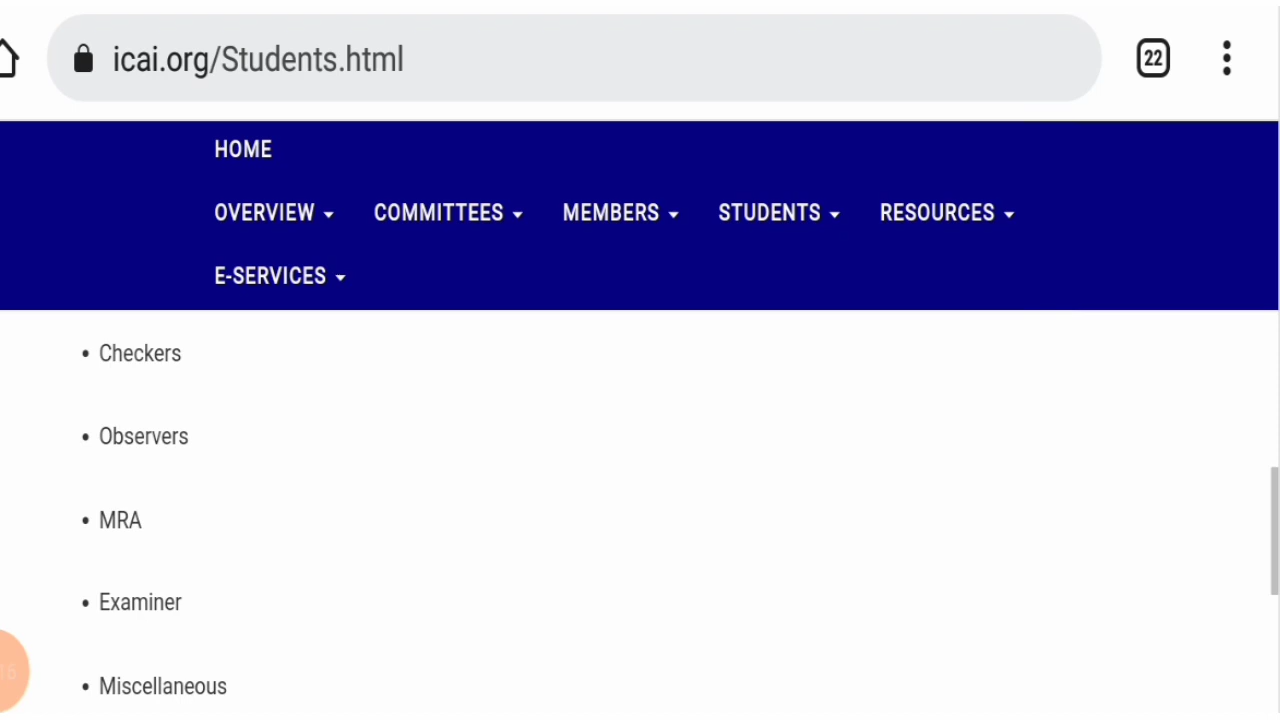 icai.org/Students.html
22
HOME
OVERVIEW COMMITTEES MEMBERS STUDENTS RESOURCES
E-SERVICES
• Checkers
• Observers
• MRA
• Examiner
• Miscellaneous